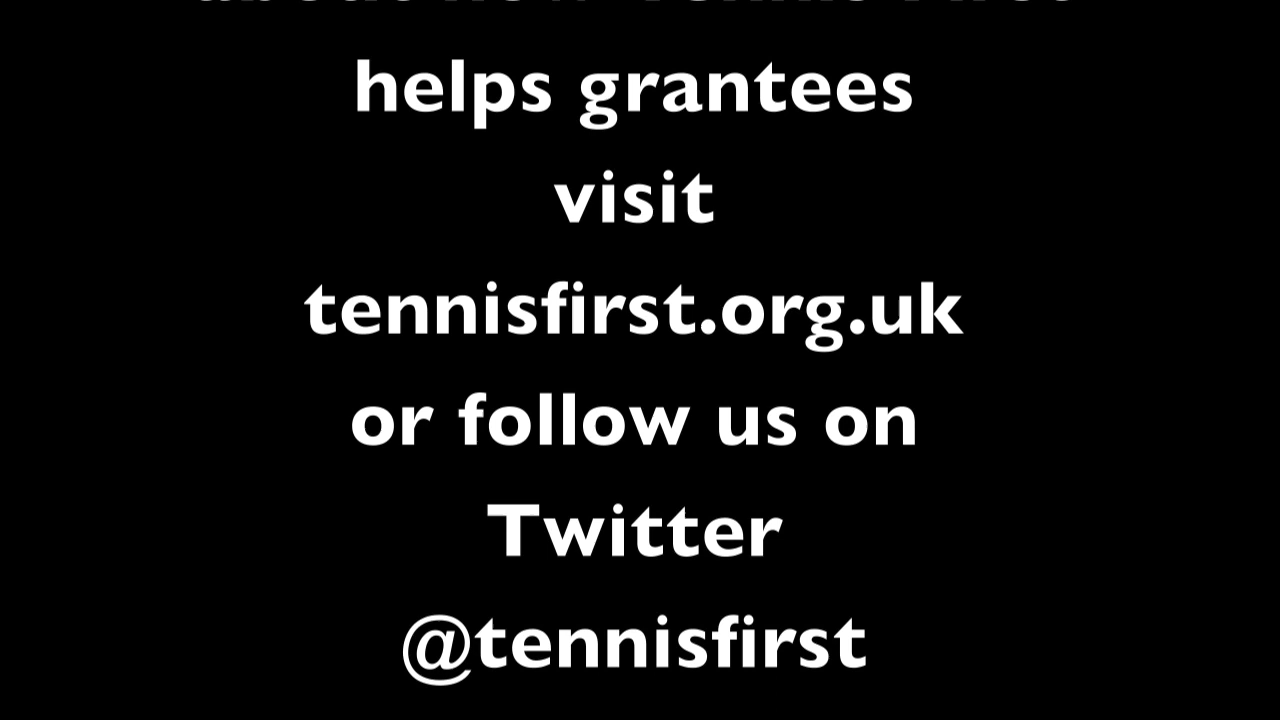 helps grantees
visit
tennisfirst.org.uk
or follow us on
Twitter
@tennisfirst